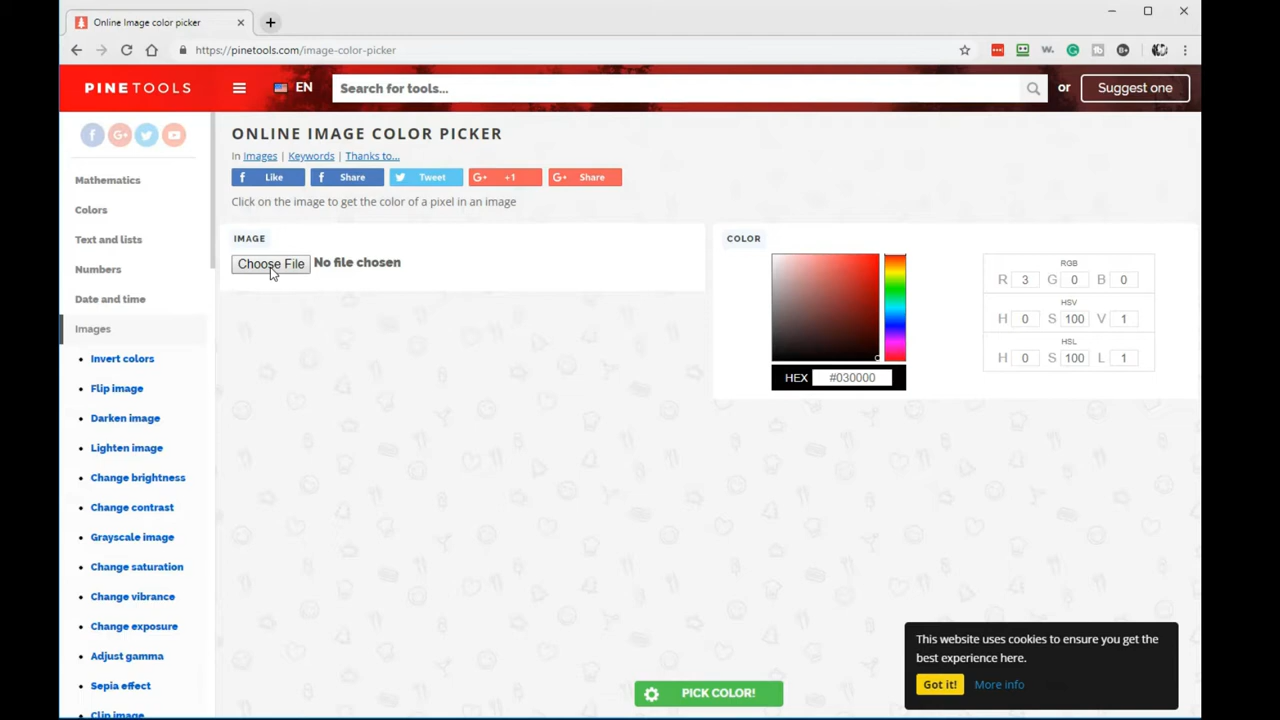 Online Image color picker
https://pinetools.com/image-color-picker
PINETOOLS
EN
Search for tools...
or
Suggest one
ONLINE IMAGE COLOR PICKER
In Images | Keywords | Thanks to...
Like
Share
Tweet
G+ +1
G+ Share
Click on the image to get the color of a pixel in an image
IMAGE
Choose File No file chosen
COLOR
HEX #030000
RGB
R 3 G 0 B 0
HSV
H 0 S 100 V 1
HSL
H 0 S 100 L 1
Mathematics
Colors
Text and lists
Numbers
Date and time
Images
Invert colors
Flip image
Darken image
Lighten image
Change brightness
Change contrast
Grayscale image
Change saturation
Change vibrance
Change exposure
Adjust gamma
Sepia effect
Clip image
PICK COLOR!
This website uses cookies to ensure you get the
best experience here.
Got it! More info